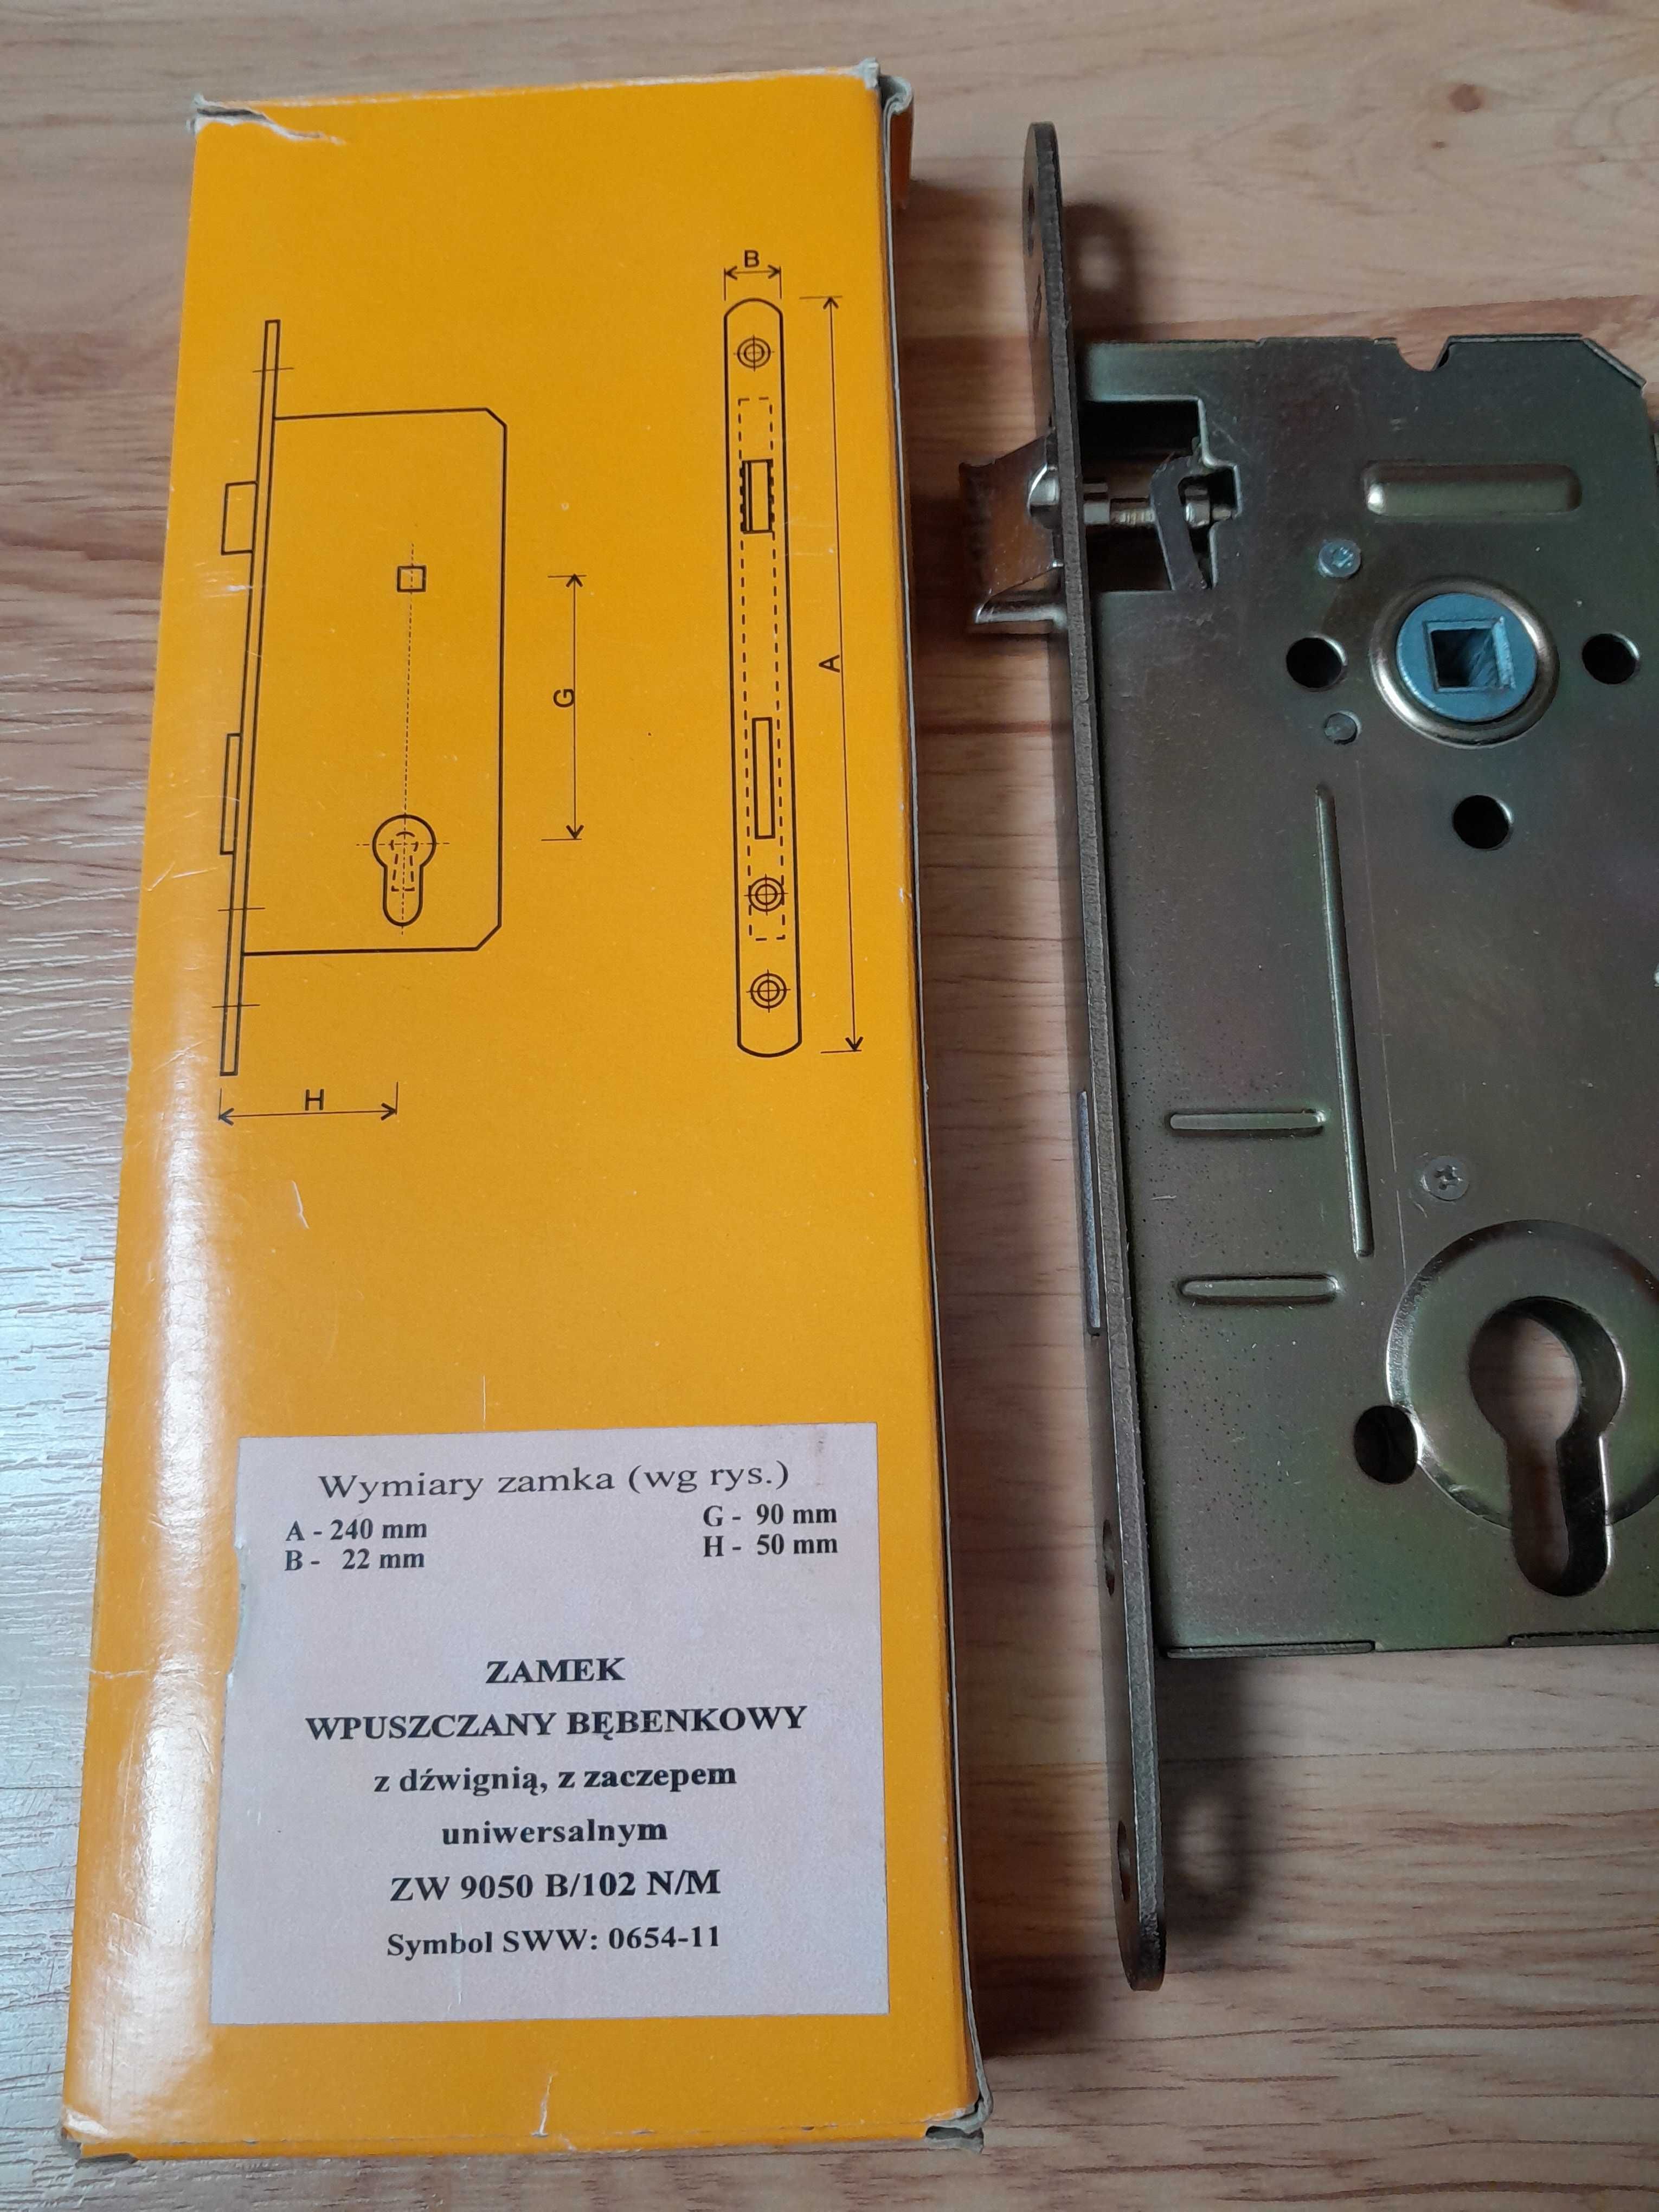 B
A
G
H
Wymiary zamka (wg rys.)
A - 240 mm G - 90 mm
B - 22 mm H - 50 mm
ZAMEK
WPUSZCZANY BĘBENKOWY
z dźwignią, z zaczepem
uniwersalnym
ZW 9050 B/102 N/M
Symbol SWW: 0654-11